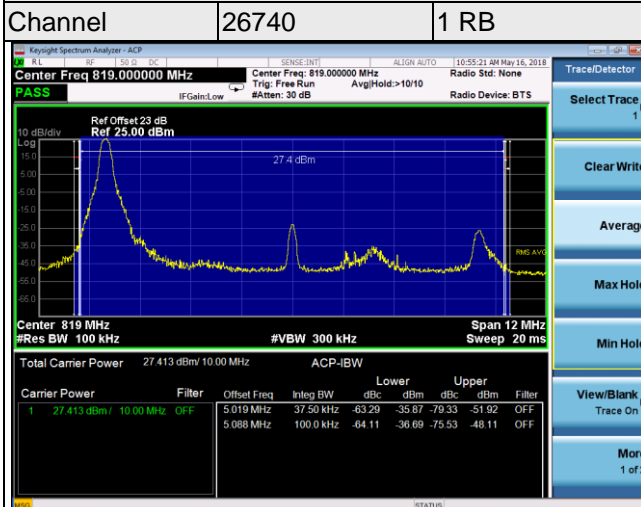 Channel 26740 1 RB
Keysight Spectrum Analyzer - ACP
RL RF 50 Ω DC SENSE:INT ALIGN AUTO 10:55:21 AM May 16, 2018
Center Freq 819.000000 MHz Center Freq: 819.000000 MHz Radio Std: None
Trig: Free Run Avg|Hold:>10/10
PASS IFGain:Low #Atten: 30 dB Radio Device: BTS
Ref Offset 23 dB
10 dB/div Ref 25.00 dBm
Log
15.0
5.00
-5.00
-15.0
-25.0
-35.0
-45.0
-55.0
-65.0
27.4 dBm
RMS AVG
Center 819 MHz Span 12 MHz
#Res BW 100 kHz #VBW 300 kHz Sweep 20 ms
Total Carrier Power 27.413 dBm/ 10.00 MHz ACP-IBW
Lower Upper
Carrier Power Filter Offset Freq Integ BW dBc dBm dBc dBm Filter
1 27.413 dBm / 10.00 MHz OFF 5.019 MHz 37.50 kHz -63.29 -35.87 -79.33 -51.92 OFF
5.088 MHz 100.0 kHz -64.11 -36.69 -75.53 -48.11 OFF
MSG STATUS
Trace/Detector
Select Trace
1
Clear Write
Average
Max Hold
Min Hold
View/Blank
Trace On
More
1 of